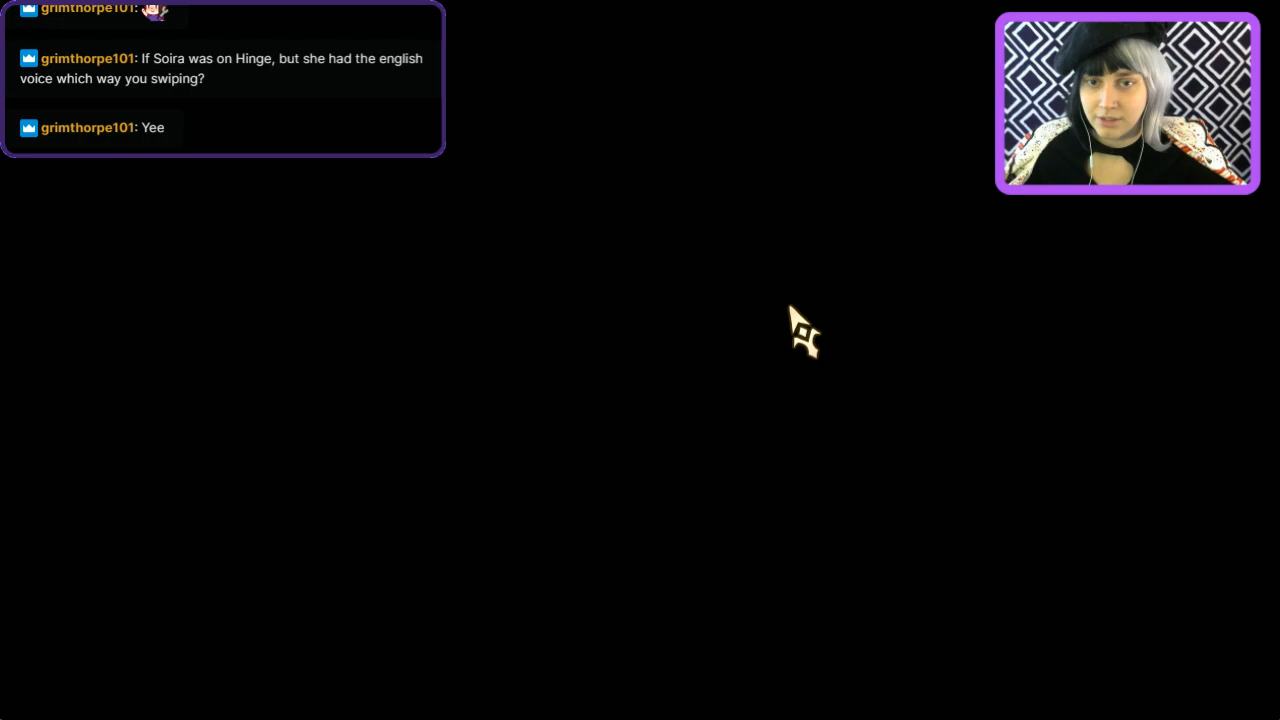 grimthorpe101:
grimthorpe101: If Soira was on Hinge, but she had the english
voice which way you swiping?
grimthorpe101: Yee